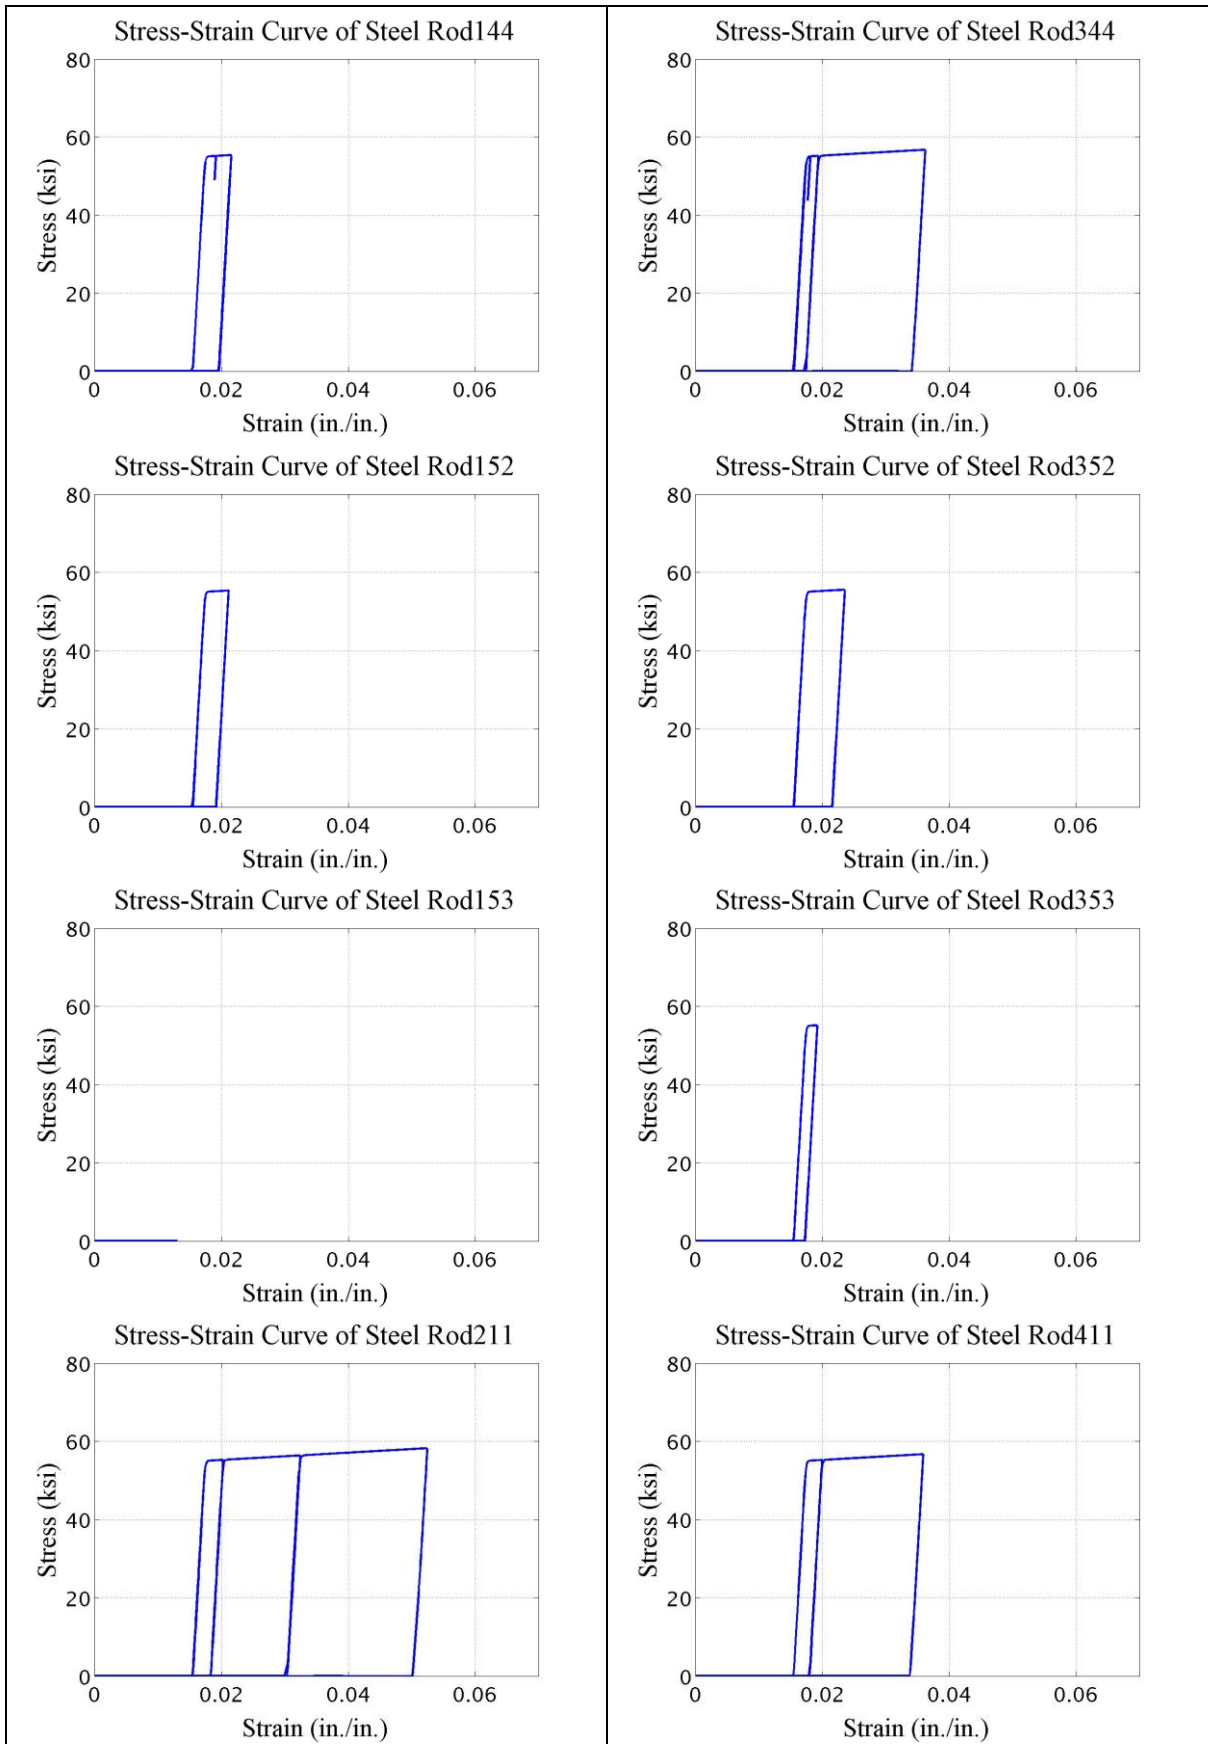 Stress-Strain Curve of Steel Rod144
80
60
40
20
0
0 0.02 0.04 0.06
Stress (ksi)
Strain (in./in.)
Stress-Strain Curve of Steel Rod344
80
60
40
20
0
0 0.02 0.04 0.06
Stress (ksi)
Strain (in./in.)
Stress-Strain Curve of Steel Rod152
80
60
40
20
0
0 0.02 0.04 0.06
Stress (ksi)
Strain (in./in.)
Stress-Strain Curve of Steel Rod352
80
60
40
20
0
0 0.02 0.04 0.06
Stress (ksi)
Strain (in./in.)
Stress-Strain Curve of Steel Rod153
80
60
40
20
0
0 0.02 0.04 0.06
Stress (ksi)
Strain (in./in.)
Stress-Strain Curve of Steel Rod353
80
60
40
20
0
0 0.02 0.04 0.06
Stress (ksi)
Strain (in./in.)
Stress-Strain Curve of Steel Rod211
80
60
40
20
0
0 0.02 0.04 0.06
Stress (ksi)
Strain (in./in.)
Stress-Strain Curve of Steel Rod411
80
60
40
20
0
0 0.02 0.04 0.06
Stress (ksi)
Strain (in./in.)